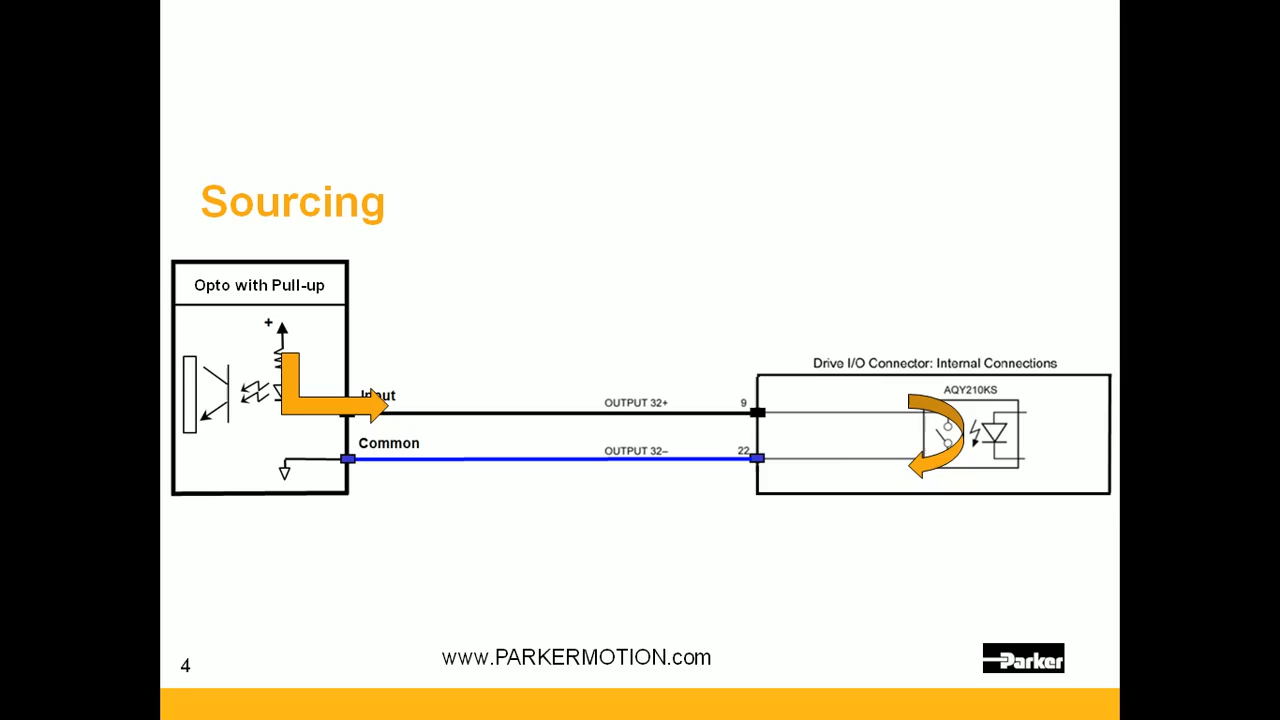 Sourcing
Opto with Pull-up
+
Input
Common
OUTPUT 32+
9
OUTPUT 32–
22
Drive I/O Connector: Internal Connections
AQY210KS
4
www.PARKERMOTION.com
Parker